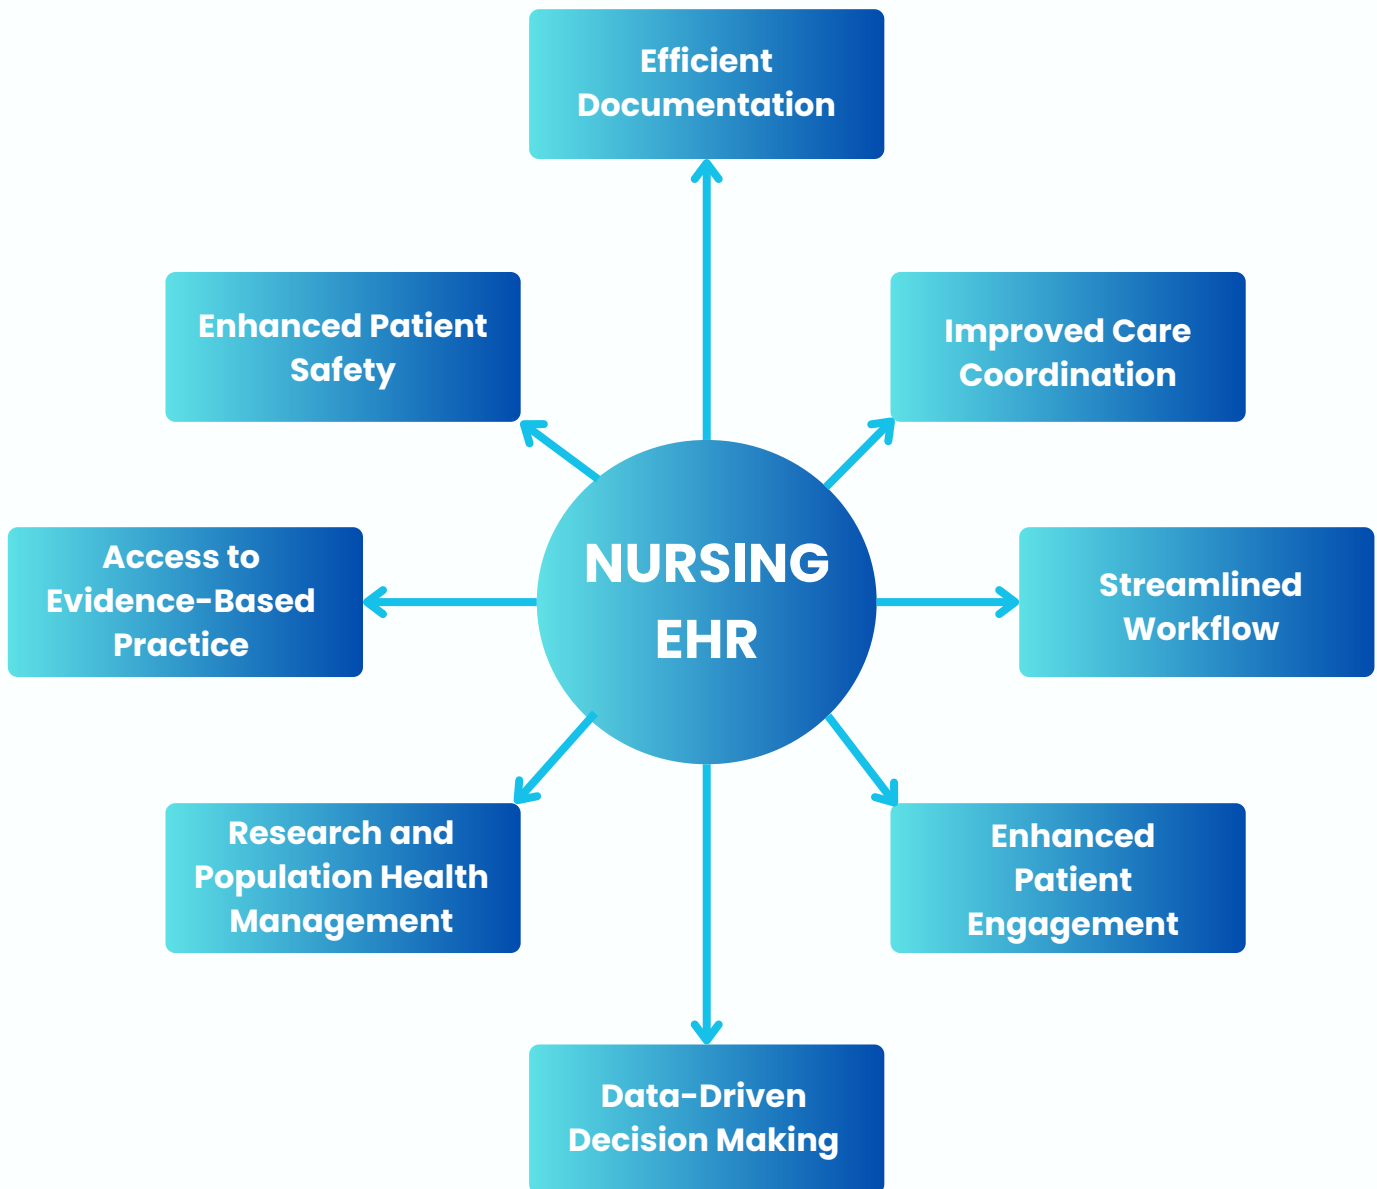 Efficient
Documentation
Enhanced Patient
Safety
Improved Care
Coordination
Access to
Evidence-Based
Practice
NURSING
EHR
Streamlined
Workflow
Research and
Population Health
Management
Enhanced
Patient
Engagement
Data-Driven
Decision Making